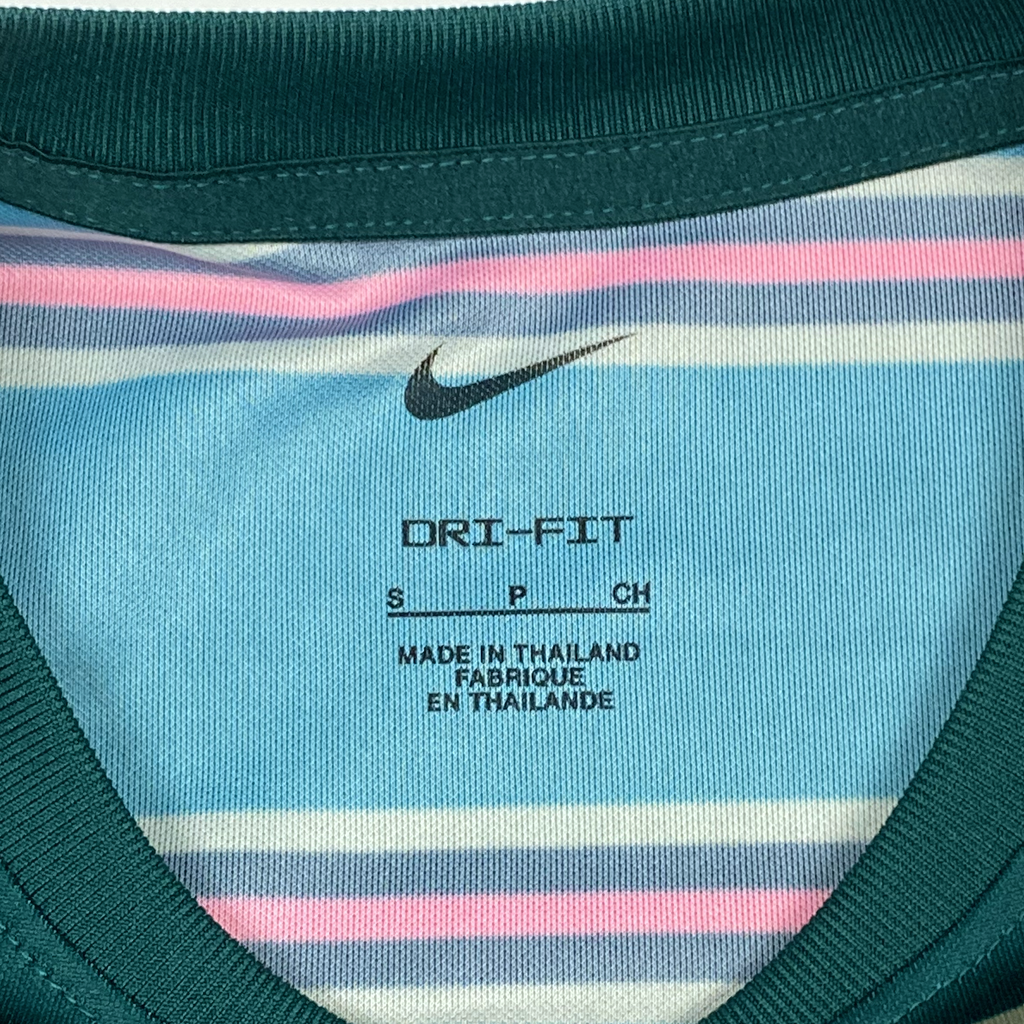 DRI-FIT
S P CH
MADE IN THAILAND
FABRIQUE
EN THAILANDE